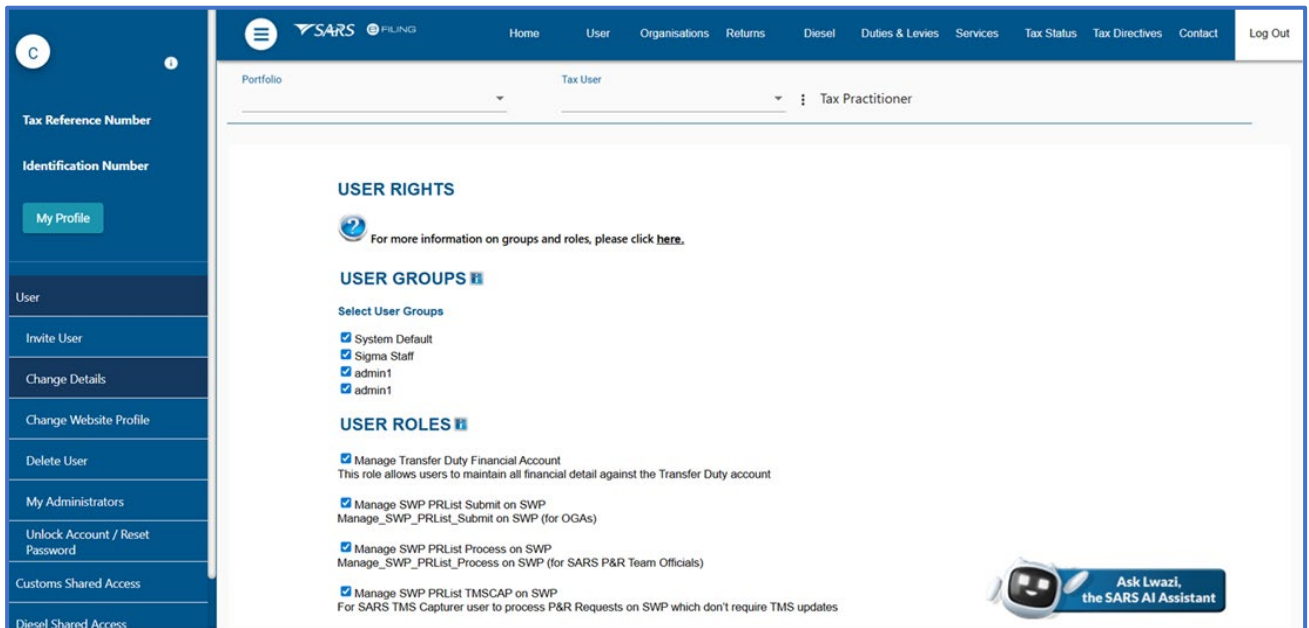 C
i
Tax Reference Number
Identification Number
My Profile
User
Invite User
Change Details
Change Website Profile
Delete User
My Administrators
Unlock Account / Reset
Password
Customs Shared Access
Diesel Shared Access
SARS eFILING
Home User Organisations Returns Diesel Duties & Levies Services Tax Status Tax Directives Contact Log Out
Portfolio
Tax User
Tax Practitioner
USER RIGHTS
? For more information on groups and roles, please click here.
USER GROUPS
Select User Groups
System Default
Sigma Staff
admin1
admin1
USER ROLES
Manage Transfer Duty Financial Account
This role allows users to maintain all financial detail against the Transfer Duty account
Manage SWP PRList Submit on SWP
Manage_SWP_PRList_Submit on SWP (for OGAs)
Manage SWP PRList Process on SWP
Manage_SWP_PRList_Process on SWP (for SARS P&R Team Officials)
Manage SWP PRList TMSCAP on SWP
For SARS TMS Capturer user to process P&R Requests on SWP which don't require TMS updates
Ask Lwazi,
the SARS AI Assistant